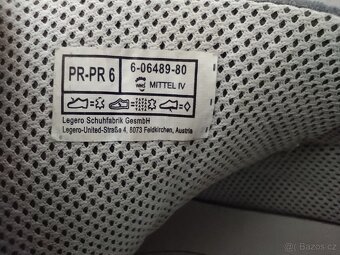 PR-PR 6
6-06489-80
WMS MITTEL IV
Legero Schuhfabrik GesmbH
Legero-United-Straße 4, 8073 Feldkirchen, Austria
Bazos.cz